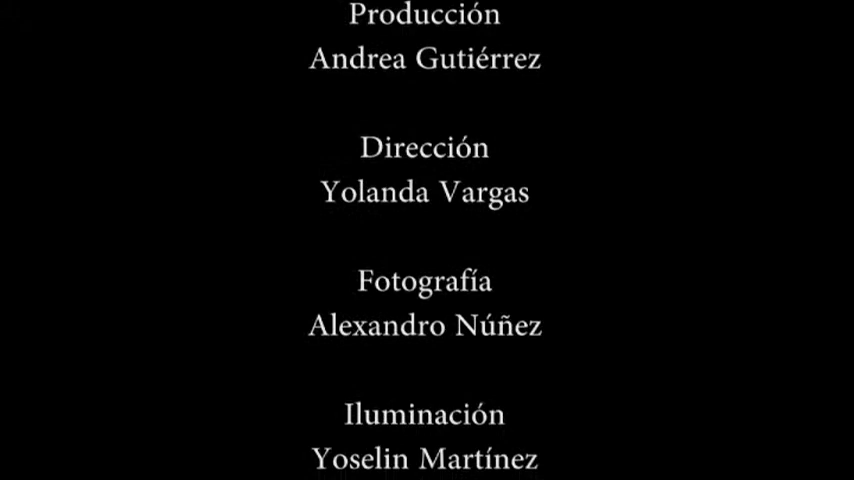 Producción
Andrea Gutiérrez
Dirección
Yolanda Vargas
Fotografía
Alexandro Núñez
Iluminación
Yoselin Martínez